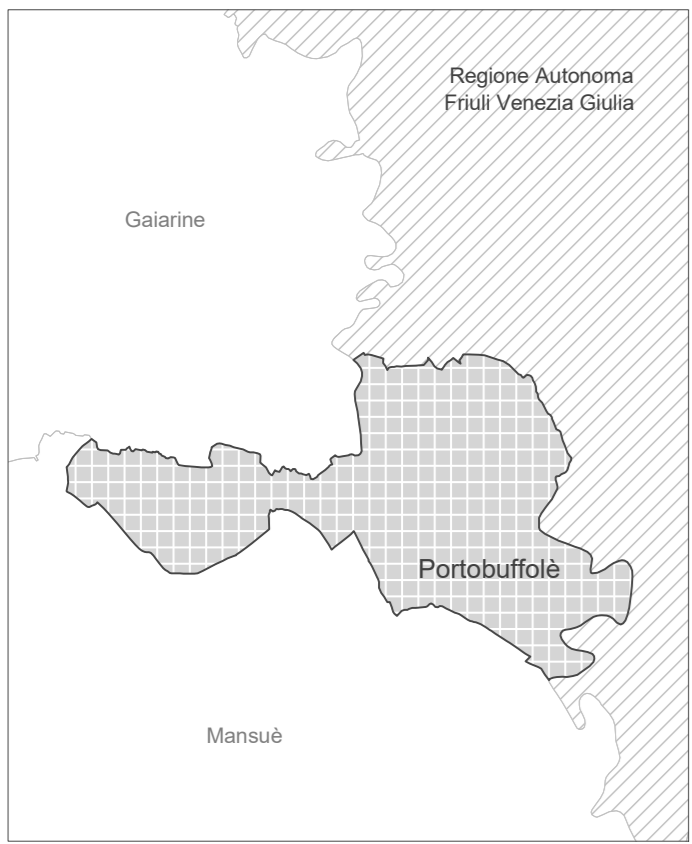 Regione Autonoma
Friuli Venezia Giulia
Gaiarine
Portobuffolè
Mansuè